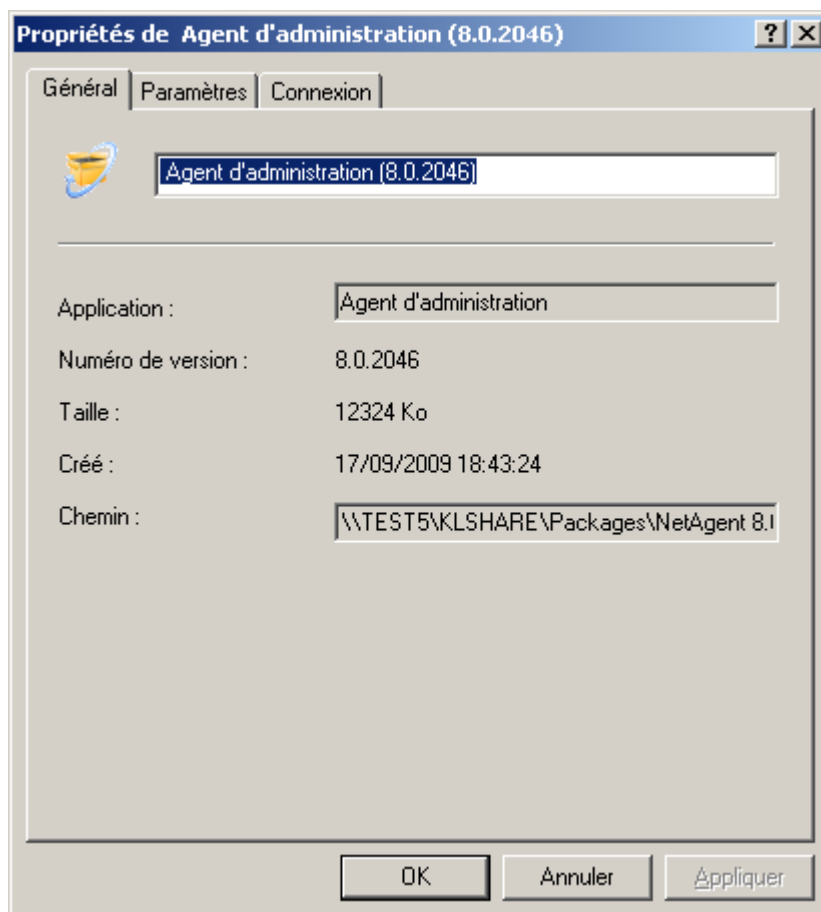 Propriétés de Agent d'administration (8.0.2046)
Général Paramètres Connexion
Agent d'administration (8.0.2046)
Application : Agent d'administration
Numéro de version : 8.0.2046
Taille : 12324 Ko
Créé : 17/09/2009 18:43:24
Chemin : \\TEST5\KLSHARE\Packages\NetAgent 8.
OK Annuler Appliquer